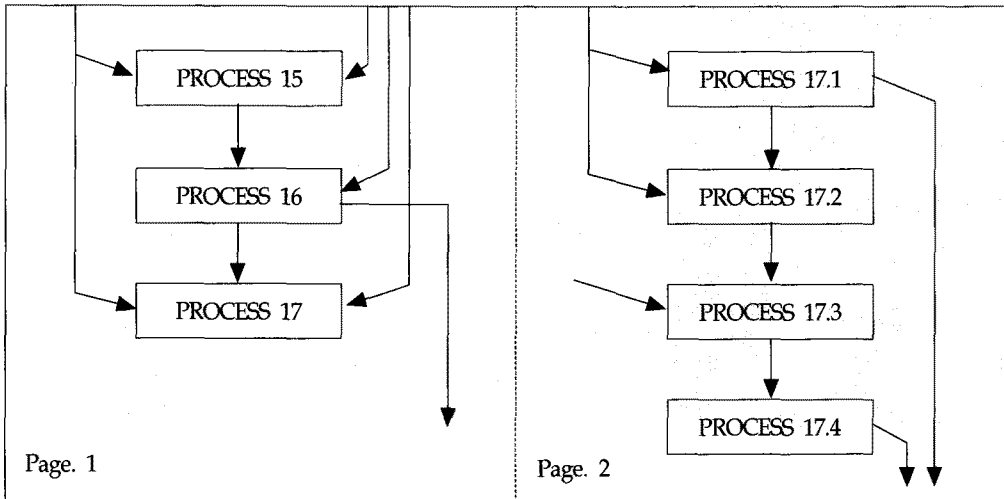 PROCESS 15
PROCESS 16
PROCESS 17
Page. 1
PROCESS 17.1
PROCESS 17.2
PROCESS 17.3
PROCESS 17.4
Page. 2